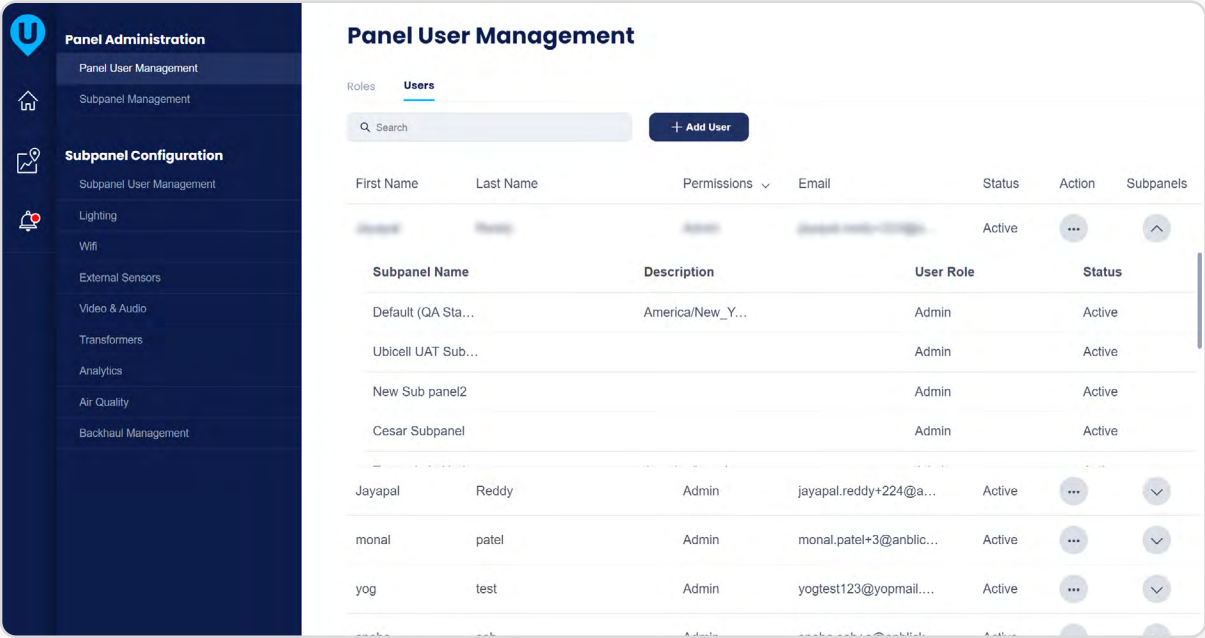 U
Panel Administration
Panel User Management
Subpanel Management
Subpanel Configuration
Subpanel User Management
Lighting
Wifi
External Sensors
Video & Audio
Transformers
Analytics
Air Quality
Backhaul Management
Panel User Management
Roles Users
Search + Add User
First Name Last Name Permissions Email Status Action Subpanels
Active ...
Subpanel Name Description User Role Status
Default (QA Sta... America/New_Y... Admin Active
Ubicell UAT Sub... Admin Active
New Sub panel2 Admin Active
Cesar Subpanel Admin Active
Jayapal Reddy Admin jayapal.reddy+224@a... Active ...
monal patel Admin monal.patel+3@anblic... Active ...
yog test Admin yogtest123@yopmail.... Active ...